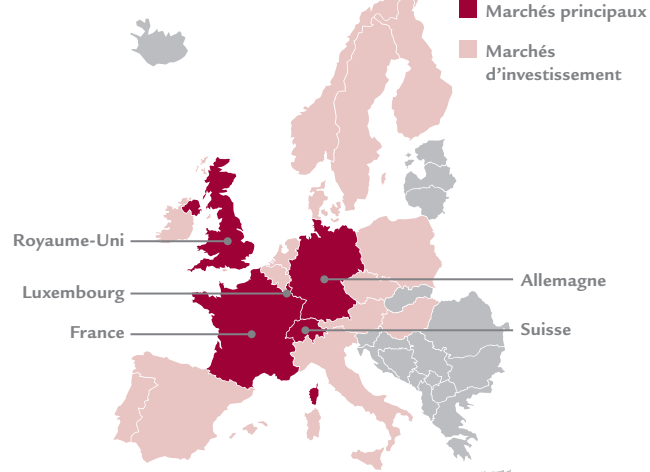 Marchés principaux
Marchés
d'investissement
Royaume-Uni
Luxembourg
France
Allemagne
Suisse